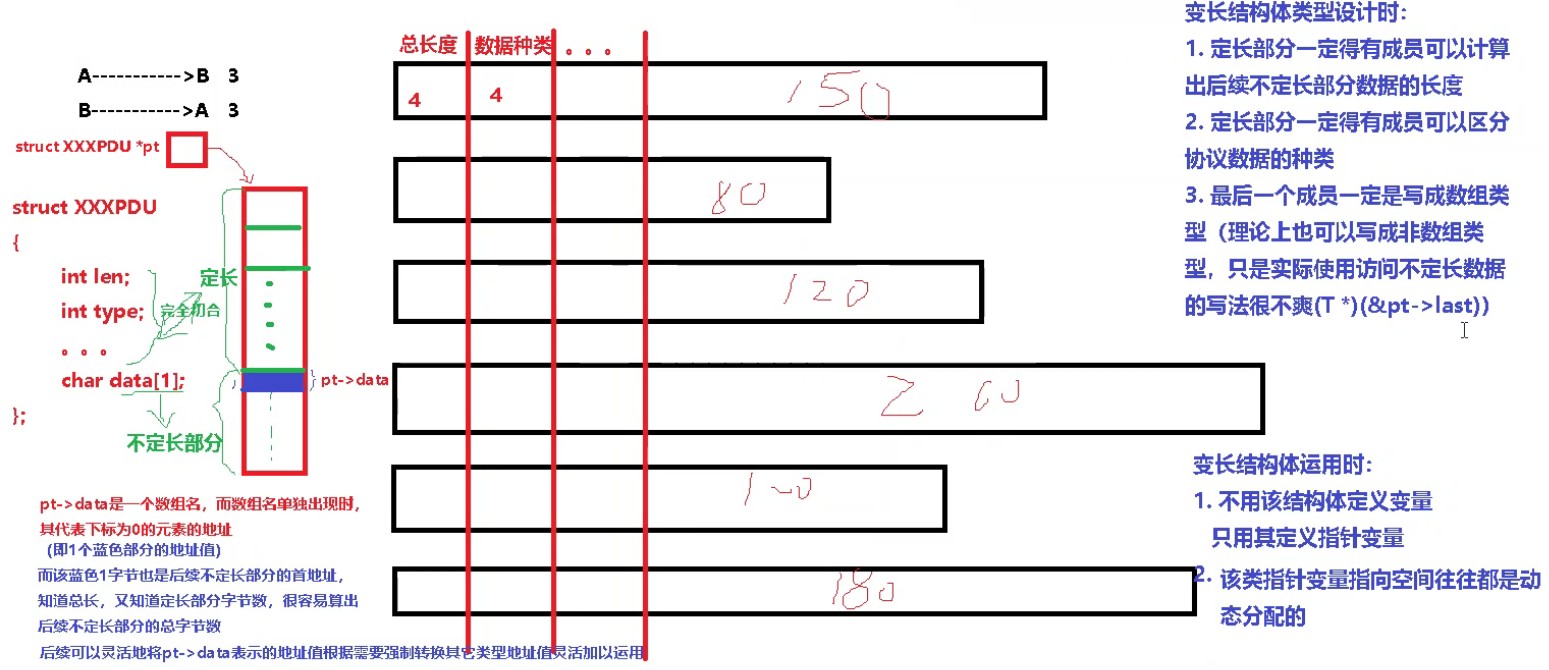 A----------->B 3
B----------->A 3
struct XXXPDU *pt
struct XXXPDU
{
int len;
int type;
。。。
char data[1];
};
定长
完全吻合
pt->data
不定长部分
pt->data是一个数组名，而数组名单独出现时，
其代表下标为0的元素的地址
（即1个蓝色部分的地址值)
而该蓝色1字节也是后续不定长部分的首地址，
知道总长，又知道定长部分字节数，很容易算出
后续不定长部分的总字节数
后续可以灵活地将pt->data表示的地址值根据需要强制转换其它类型地址值灵活加以运用
总长度 数据种类 。。。
4 4 150
80
120
200
100
180
变长结构体类型设计时：
1. 定长部分一定得有成员可以计算
出后续不定长部分数据的长度
2. 定长部分一定得有成员可以区分
协议数据的种类
3. 最后一个成员一定是写成数组类
型（理论上也可以写成非数组类
型，只是实际使用访问不定长数据
的写法很不爽(T *)(&pt->last)）
变长结构体运用时：
1. 不用该结构体定义变量
只用其定义指针变量
2. 该类指针变量指向空间往往都是动
态分配的